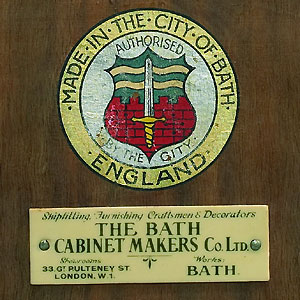 ·MADE·IN·THE·CITY·OF·BATH·
AUTHORISED
BY THE CITY
ENGLAND
Shipfitting, Furnishing Craftsmen & Decorators
THE BATH
CABINET MAKERS Co. LTD.
Showrooms Works:
33, GT PULTENEY ST. BATH.
LONDON, W.1.